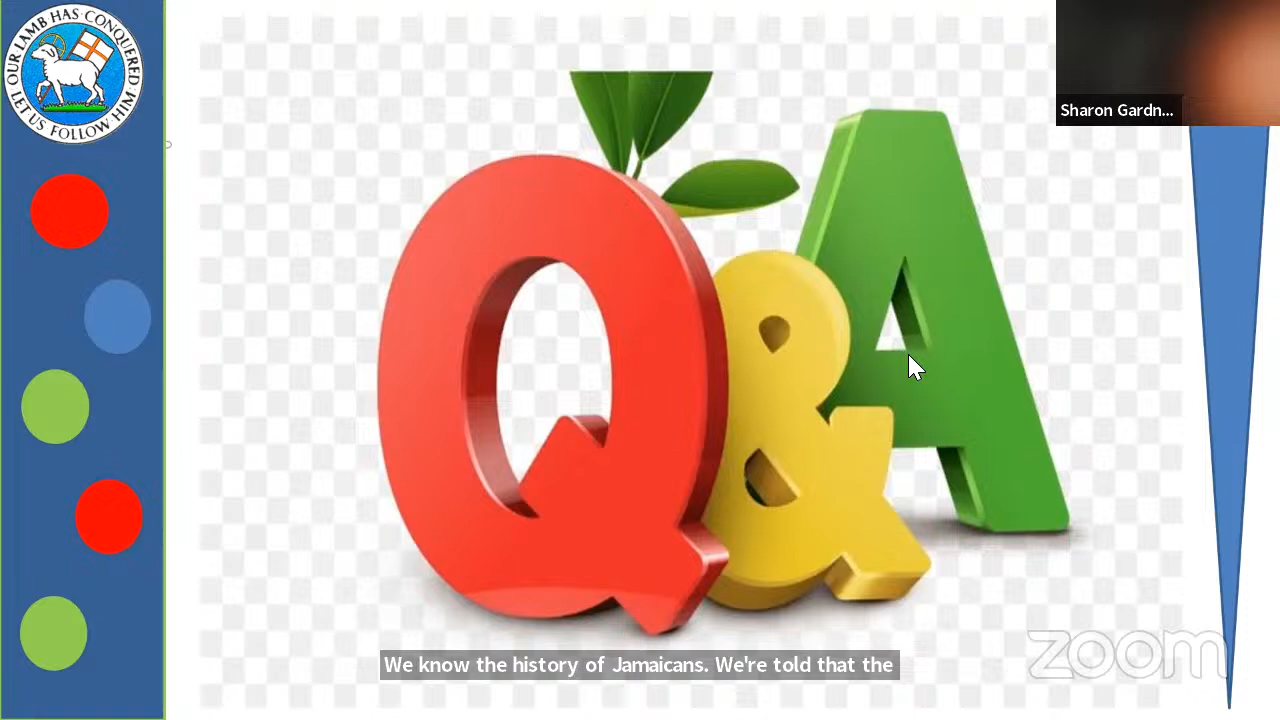 OUR LAMB HAS CONQUERED
LET US FOLLOW HIM
Sharon Gardn...
Q&A
We know the history of Jamaicans. We're told that the
zoom